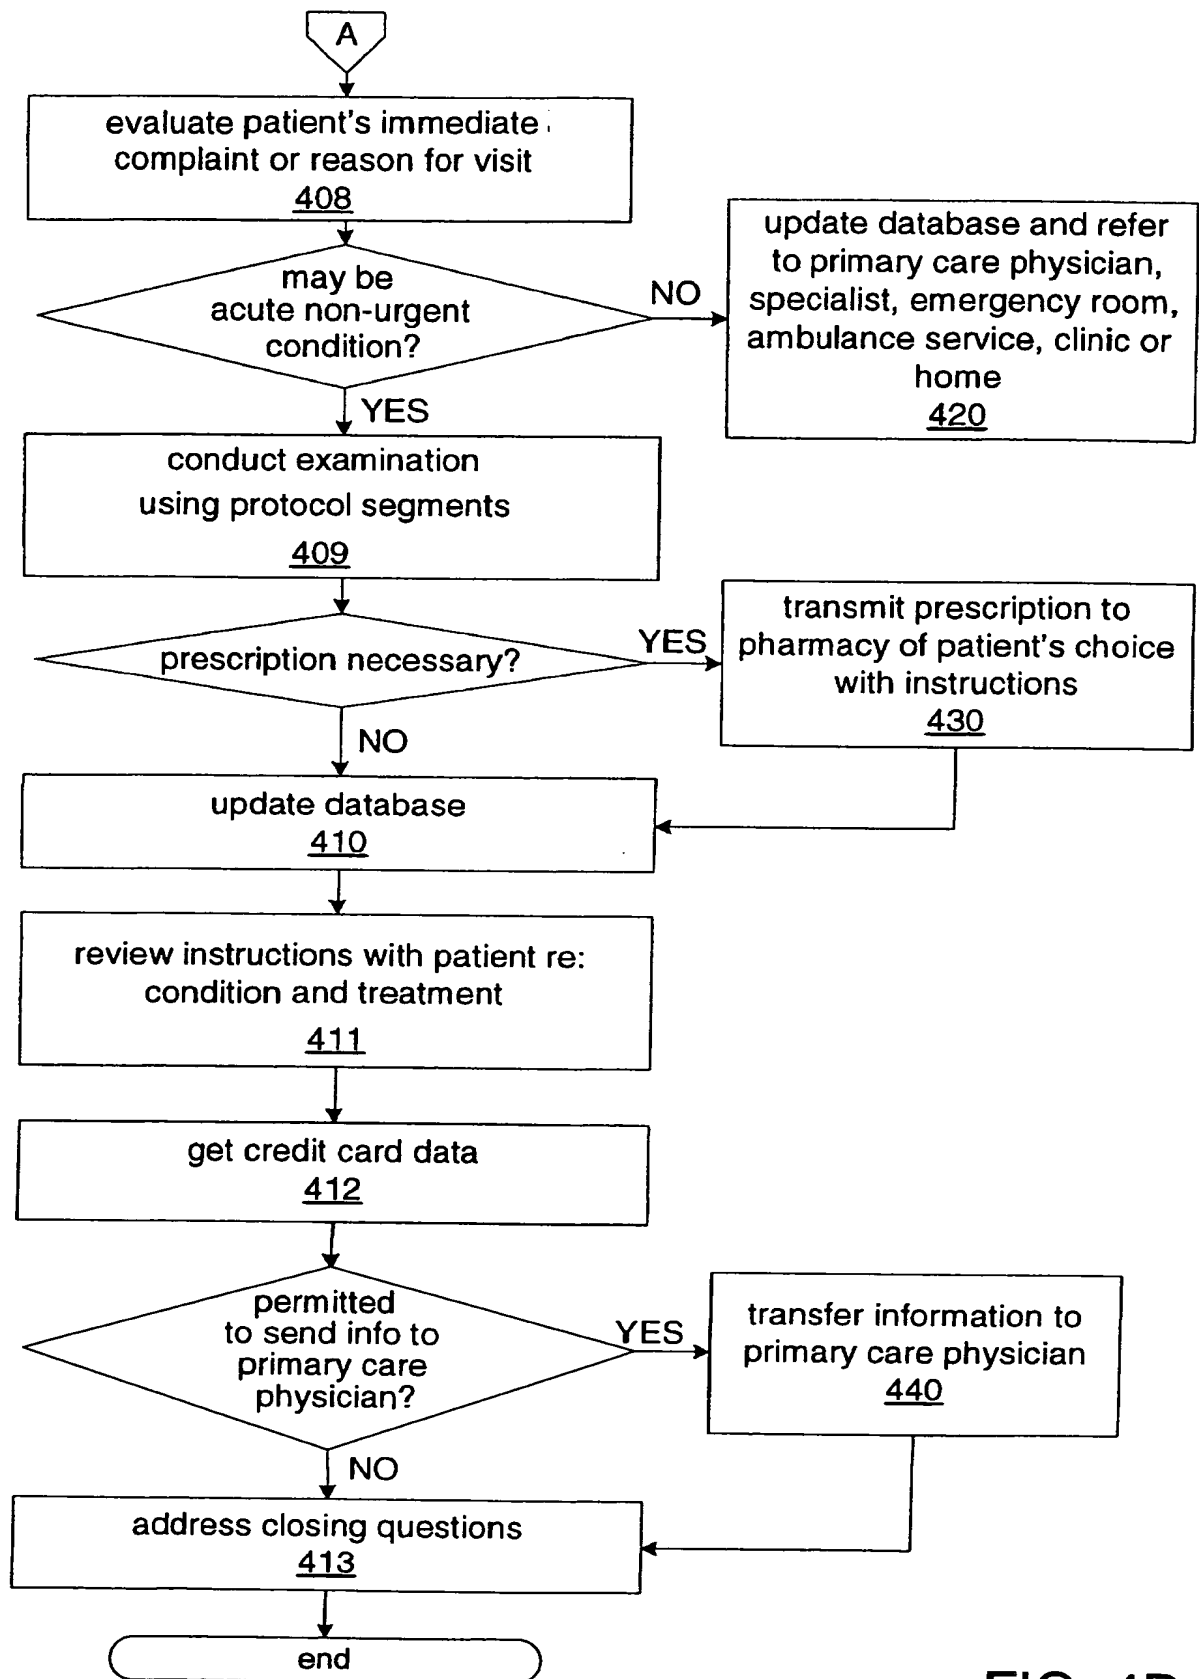 A
evaluate patient's immediate
complaint or reason for visit
408
may be
acute non-urgent
condition?
NO
update database and refer
to primary care physician,
specialist, emergency room,
ambulance service, clinic or
home
420
YES
conduct examination
using protocol segments
409
prescription necessary?
YES
transmit prescription to
pharmacy of patient's choice
with instructions
430
NO
update database
410
review instructions with patient re:
condition and treatment
411
get credit card data
412
permitted
to send info to
primary care
physician?
YES
transfer information to
primary care physician
440
NO
address closing questions
413
end